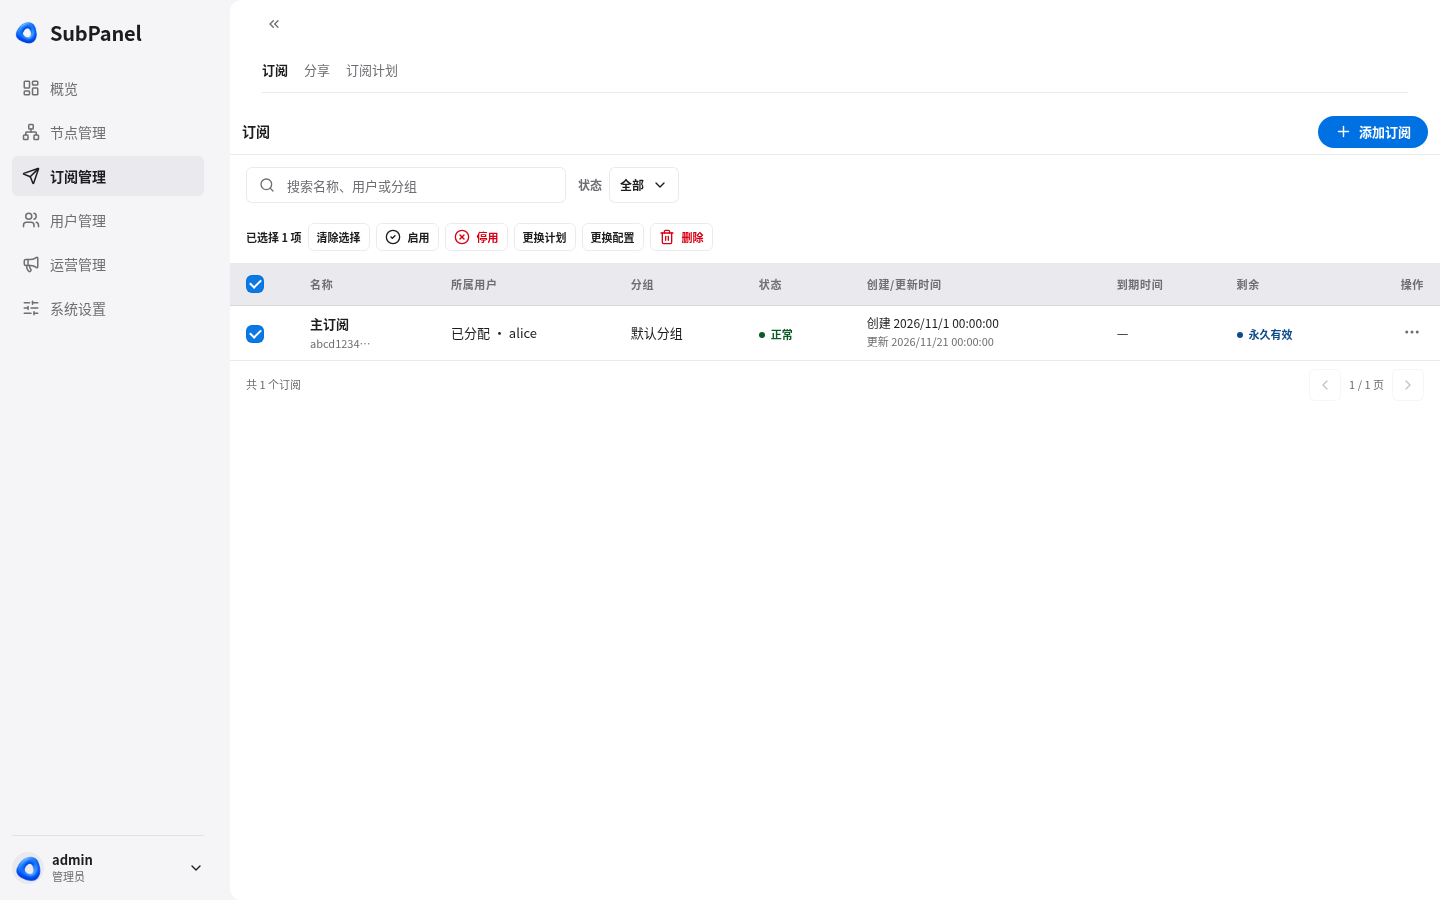 SubPanel
概览
节点管理
订阅管理
用户管理
运营管理
系统设置
admin
管理员
订阅 分享 订阅计划
订阅
添加订阅
搜索名称、用户或分组
状态 全部
已选择 1 项 清除选择 启用 停用 更换计划 更换配置 删除
名称 所属用户 分组 状态 创建/更新时间 到期时间 剩余 操作
主订阅
abcd1234…
已分配 · alice
默认分组
正常
创建 2026/11/1 00:00:00
更新 2026/11/21 00:00:00
—
永久有效
共 1 个订阅
1 / 1 页